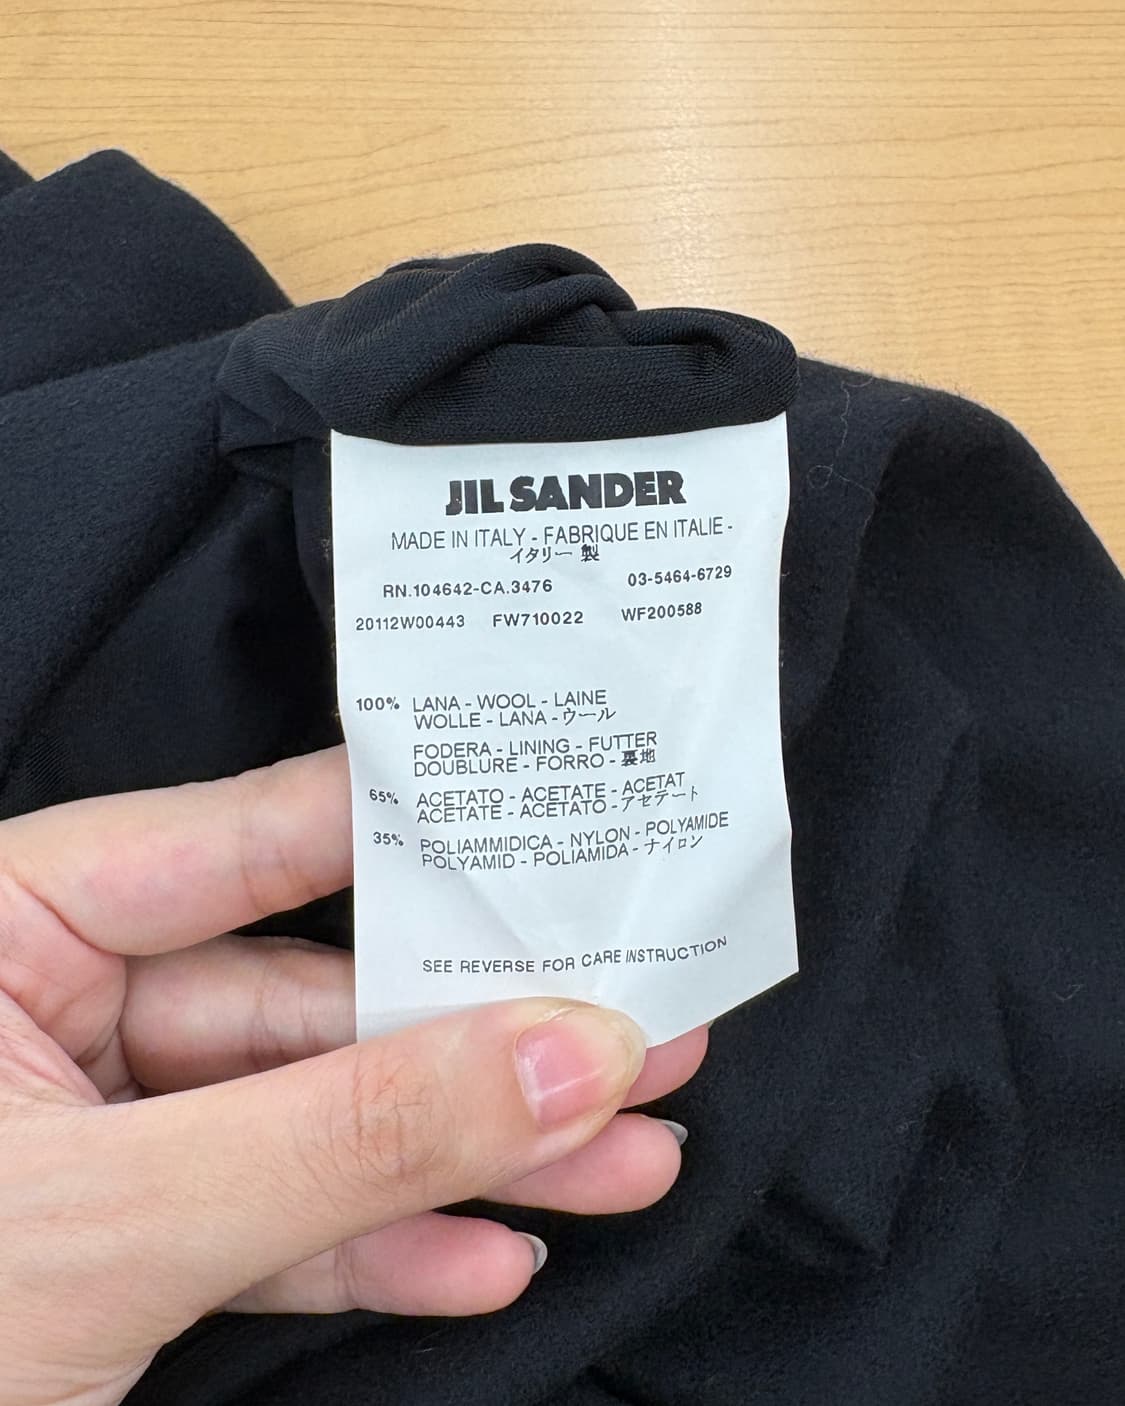 JIL SANDER
MADE IN ITALY - FABRIQUE EN ITALIE -
イタリー 製
RN.104642-CA.3476 03-5464-6729
20112W00443 FW710022 WF200588
100% LANA - WOOL - LAINE
WOLLE - LANA - ウール
FODERA - LINING - FUTTER
DOUBLURE - FORRO - 裏地
65% ACETATO - ACETATE - ACETAT
ACETATE - ACETATO - アセテート
35% POLIAMMIDICA - NYLON - POLYAMIDE
POLYAMID - POLIAMIDA - ナイロン
SEE REVERSE FOR CARE INSTRUCTION